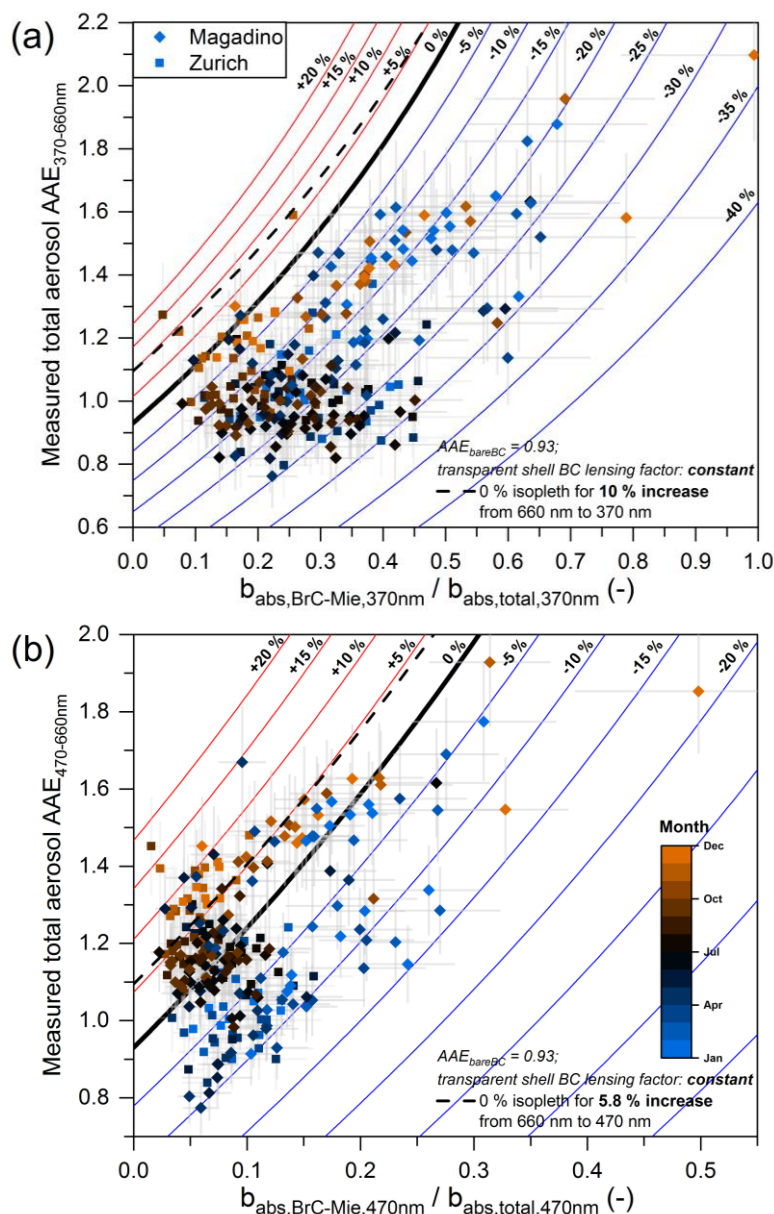 (a)
Magadino
Zurich
+20 %
+15 %
+10 %
+5 %
0 %
-5 %
-10 %
-15 %
-20 %
-25 %
-30 %
-35 %
-40 %
2.2
2.0
1.8
1.6
1.4
1.2
1.0
0.8
0.6
Measured total aerosol AAE370-660nm
AAEbareBC = 0.93;
transparent shell BC lensing factor: constant
0 % isopleth for 10 % increase
from 660 nm to 370 nm
0.0 0.1 0.2 0.3 0.4 0.5 0.6 0.7 0.8 0.9 1.0
babs,BrC-Mie,370nm / babs,total,370nm (-)
(b)
+20 %
+15 %
+10 %
+5 %
0 %
-5 %
-10 %
-15 %
-20 %
2.0
1.8
1.6
1.4
1.2
1.0
0.8
Measured total aerosol AAE470-660nm
Month
Dec
Oct
Jul
Apr
Jan
AAEbareBC = 0.93;
transparent shell BC lensing factor: constant
0 % isopleth for 5.8 % increase
from 660 nm to 470 nm
0.0 0.1 0.2 0.3 0.4 0.5
babs,BrC-Mie,470nm / babs,total,470nm (-)